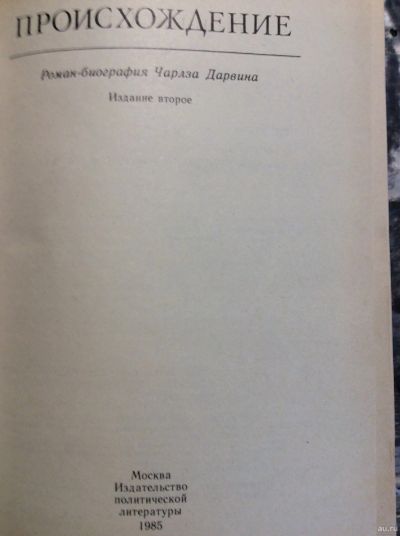 ПРОИСХОЖДЕНИЕ
Роман-биография Чарлза Дарвина
Издание второе
Москва
Издательство
политической
литературы
1985
au.ru